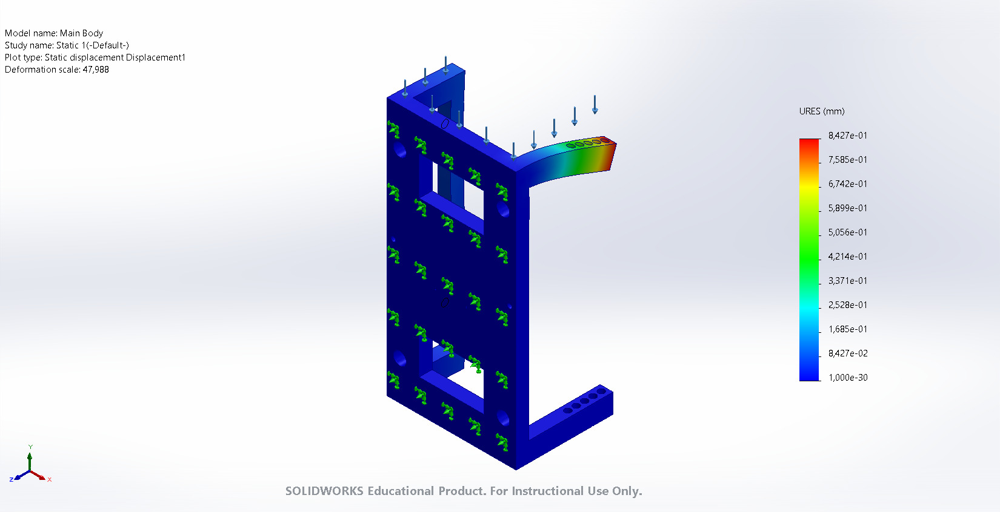 Model name: Main Body
Study name: Static 1(-Default-)
Plot type: Static displacement Displacement1
Deformation scale: 47,988
URES (mm)
8,427e-01
7,585e-01
6,742e-01
5,899e-01
5,056e-01
4,214e-01
3,371e-01
2,528e-01
1,685e-01
8,427e-02
1,000e-30
Y
Z
X
SOLIDWORKS Educational Product. For Instructional Use Only.